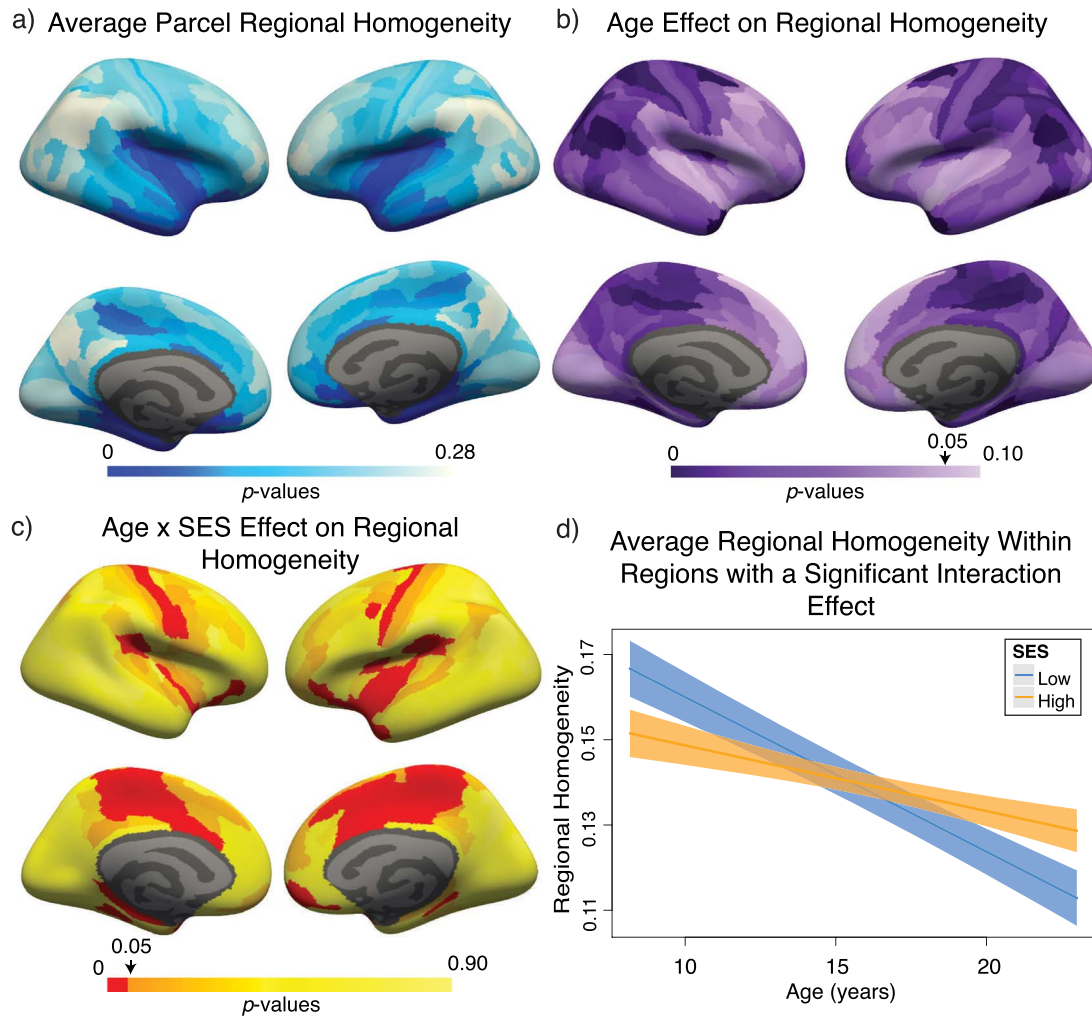 a) Average Parcel Regional Homogeneity
0 0.28
p-values
b) Age Effect on Regional Homogeneity
0.05
0 0.10
p-values
c) Age x SES Effect on Regional
Homogeneity
0.05
0 0.90
p-values
d) Average Regional Homogeneity Within
Regions with a Significant Interaction
Effect
Regional Homogeneity
0.17
0.15
0.13
0.11
SES
Low
High
10 15 20
Age (years)